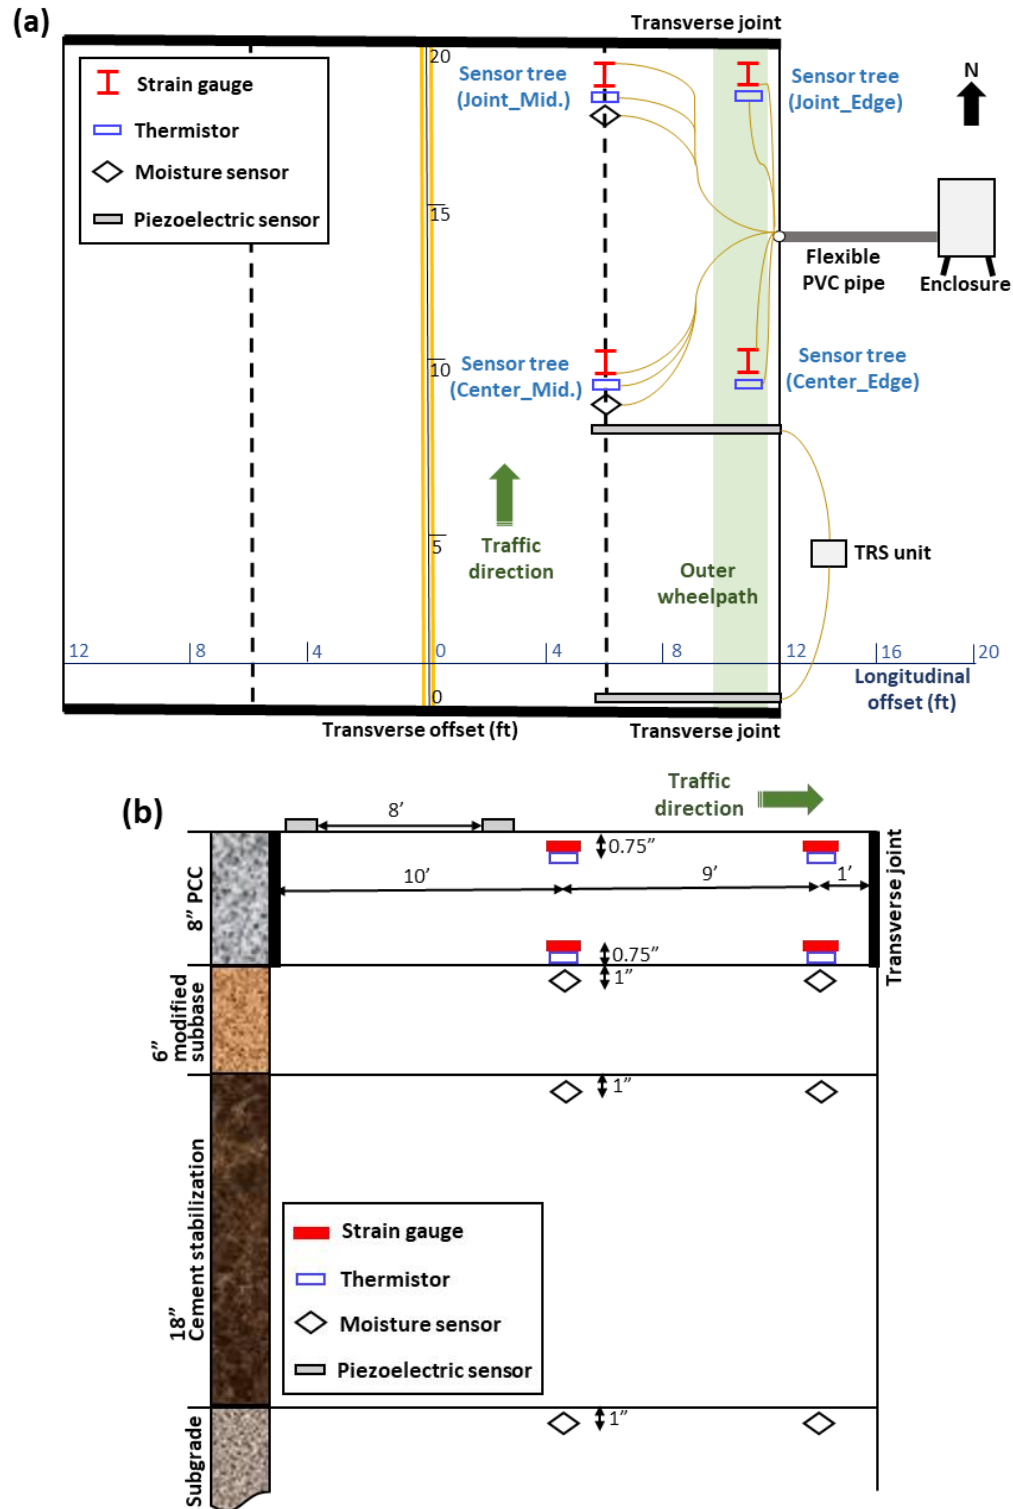 (a)
Transverse joint
Strain gauge
Thermistor
Moisture sensor
Piezoelectric sensor
20
Sensor tree
(Joint_Mid.)
Sensor tree
(Joint_Edge)
N
15
Flexible
PVC pipe
Enclosure
10
Sensor tree
(Center_Mid.)
Sensor tree
(Center_Edge)
5
Traffic
direction
Outer
wheelpath
TRS unit
12
8
4
0
4
8
12
16
20
Longitudinal
offset (ft)
0
Transverse offset (ft)
Transverse joint
(b)
Traffic
direction
8’
0.75”
10’
9’
1’
8” PCC
Transverse joint
0.75”
1”
6”
modified
subbase
1”
18”
Cement stabilization
Strain gauge
Thermistor
Moisture sensor
Piezoelectric sensor
1”
Subgrade